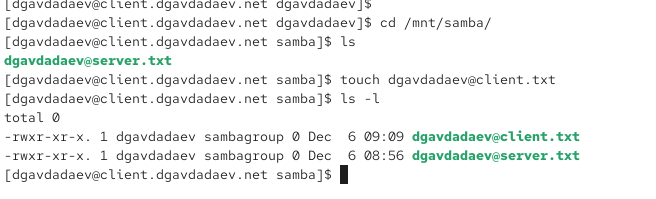 [dgavdadaev@client.dgavdadaev.net dgavdadaev]$
[dgavdadaev@client.dgavdadaev.net dgavdadaev]$ cd /mnt/samba/
[dgavdadaev@client.dgavdadaev.net samba]$ ls
dgavdadaev@server.txt
[dgavdadaev@client.dgavdadaev.net samba]$ touch dgavdadaev@client.txt
[dgavdadaev@client.dgavdadaev.net samba]$ ls -l
total 0
-rwxr-xr-x. 1 dgavdadaev sambagroup 0 Dec  6 09:09 dgavdadaev@client.txt
-rwxr-xr-x. 1 dgavdadaev sambagroup 0 Dec  6 08:56 dgavdadaev@server.txt
[dgavdadaev@client.dgavdadaev.net samba]$